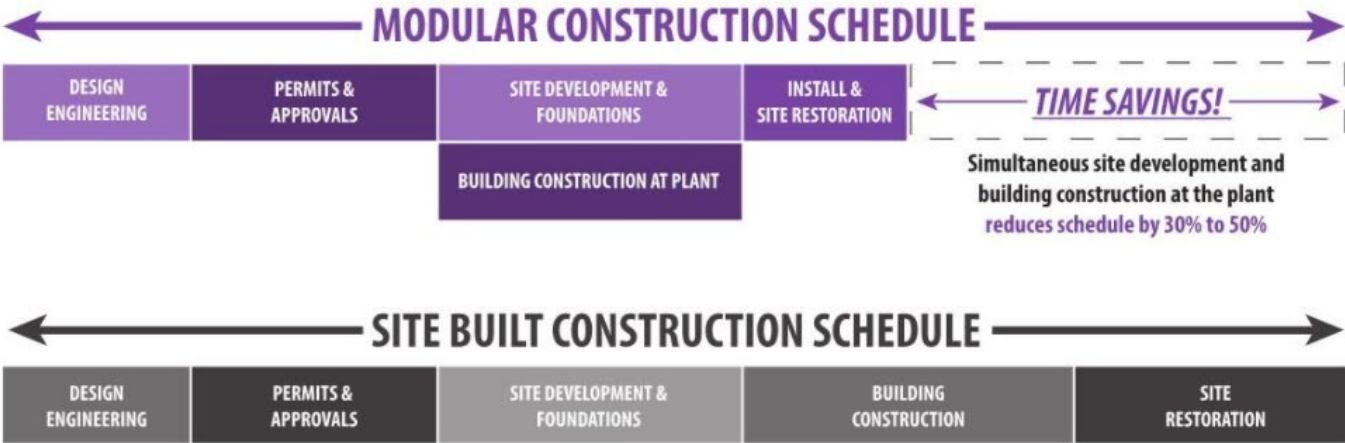 MODULAR CONSTRUCTION SCHEDULE
DESIGN
ENGINEERING
PERMITS &
APPROVALS
SITE DEVELOPMENT &
FOUNDATIONS
INSTALL &
SITE RESTORATION
TIME SAVINGS!
BUILDING CONSTRUCTION AT PLANT
Simultaneous site development and
building construction at the plant
reduces schedule by 30% to 50%
SITE BUILT CONSTRUCTION SCHEDULE
DESIGN
ENGINEERING
PERMITS &
APPROVALS
SITE DEVELOPMENT &
FOUNDATIONS
BUILDING
CONSTRUCTION
SITE
RESTORATION